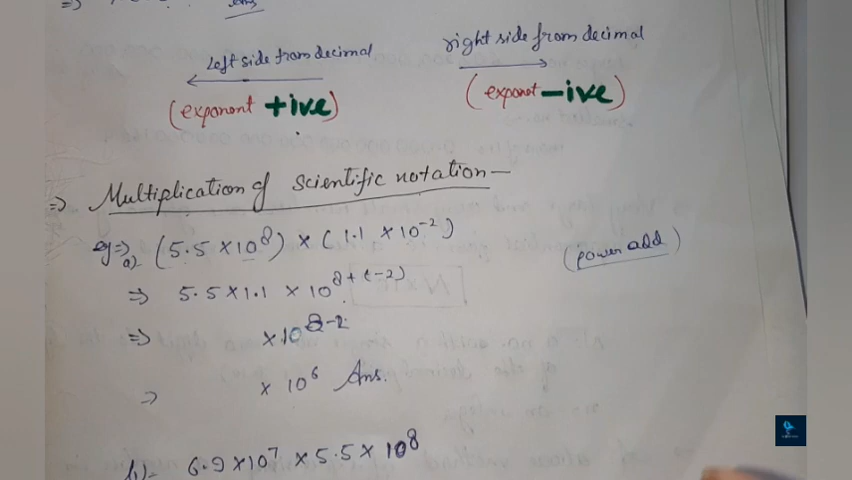 ⇒ Ans
Left side from decimal
(exponent +ive)
right side from decimal
(exponet -ive)
⇒ Multiplication of scientific notation —
eg ⇒ a)- (5.5 × 10⁸) × (1.1 × 10⁻²)
(power add)
⇒ 5.5 × 1.1 × 10⁸⁺⁽⁻²⁾
⇒ × 10⁸⁻²
⇒ × 10⁶ Ans.
b)- 6.9 × 10⁷ × 5.5 × 10⁸